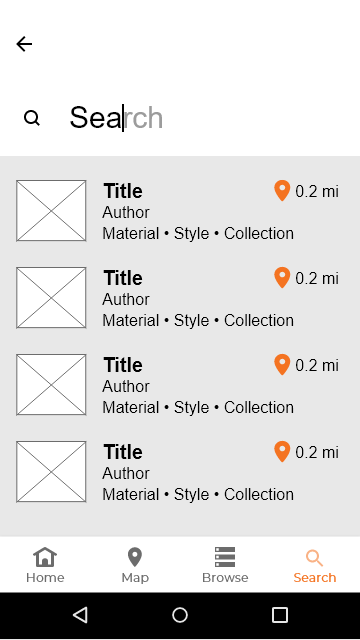 Search
Title 0.2 mi
Author
Material • Style • Collection
Title 0.2 mi
Author
Material • Style • Collection
Title 0.2 mi
Author
Material • Style • Collection
Title 0.2 mi
Author
Material • Style • Collection
Home Map Browse Search